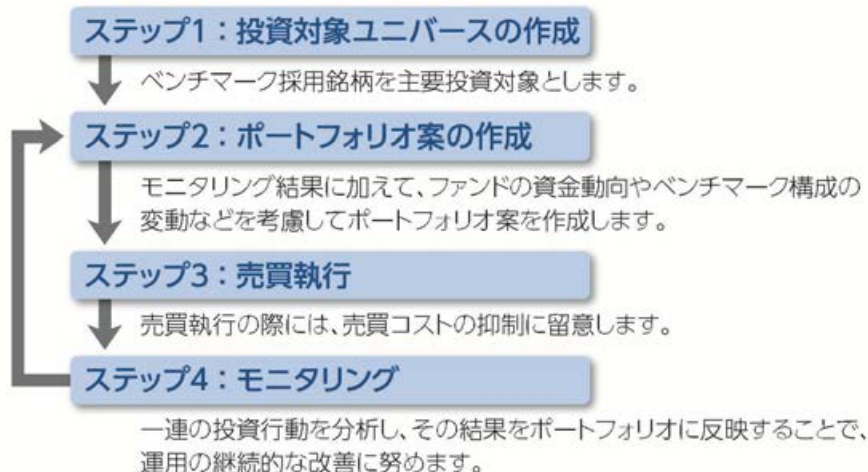 ステップ1：投資対象ユニバースの作成
ベンチマーク採用銘柄を主要投資対象とします。
ステップ2：ポートフォリオ案の作成
モニタリング結果に加えて、ファンドの資金動向やベンチマーク構成の
変動などを考慮してポートフォリオ案を作成します。
ステップ3：売買執行
売買執行の際には、売買コストの抑制に留意します。
ステップ4：モニタリング
一連の投資行動を分析し、その結果をポートフォリオに反映することで、
運用の継続的な改善に努めます。